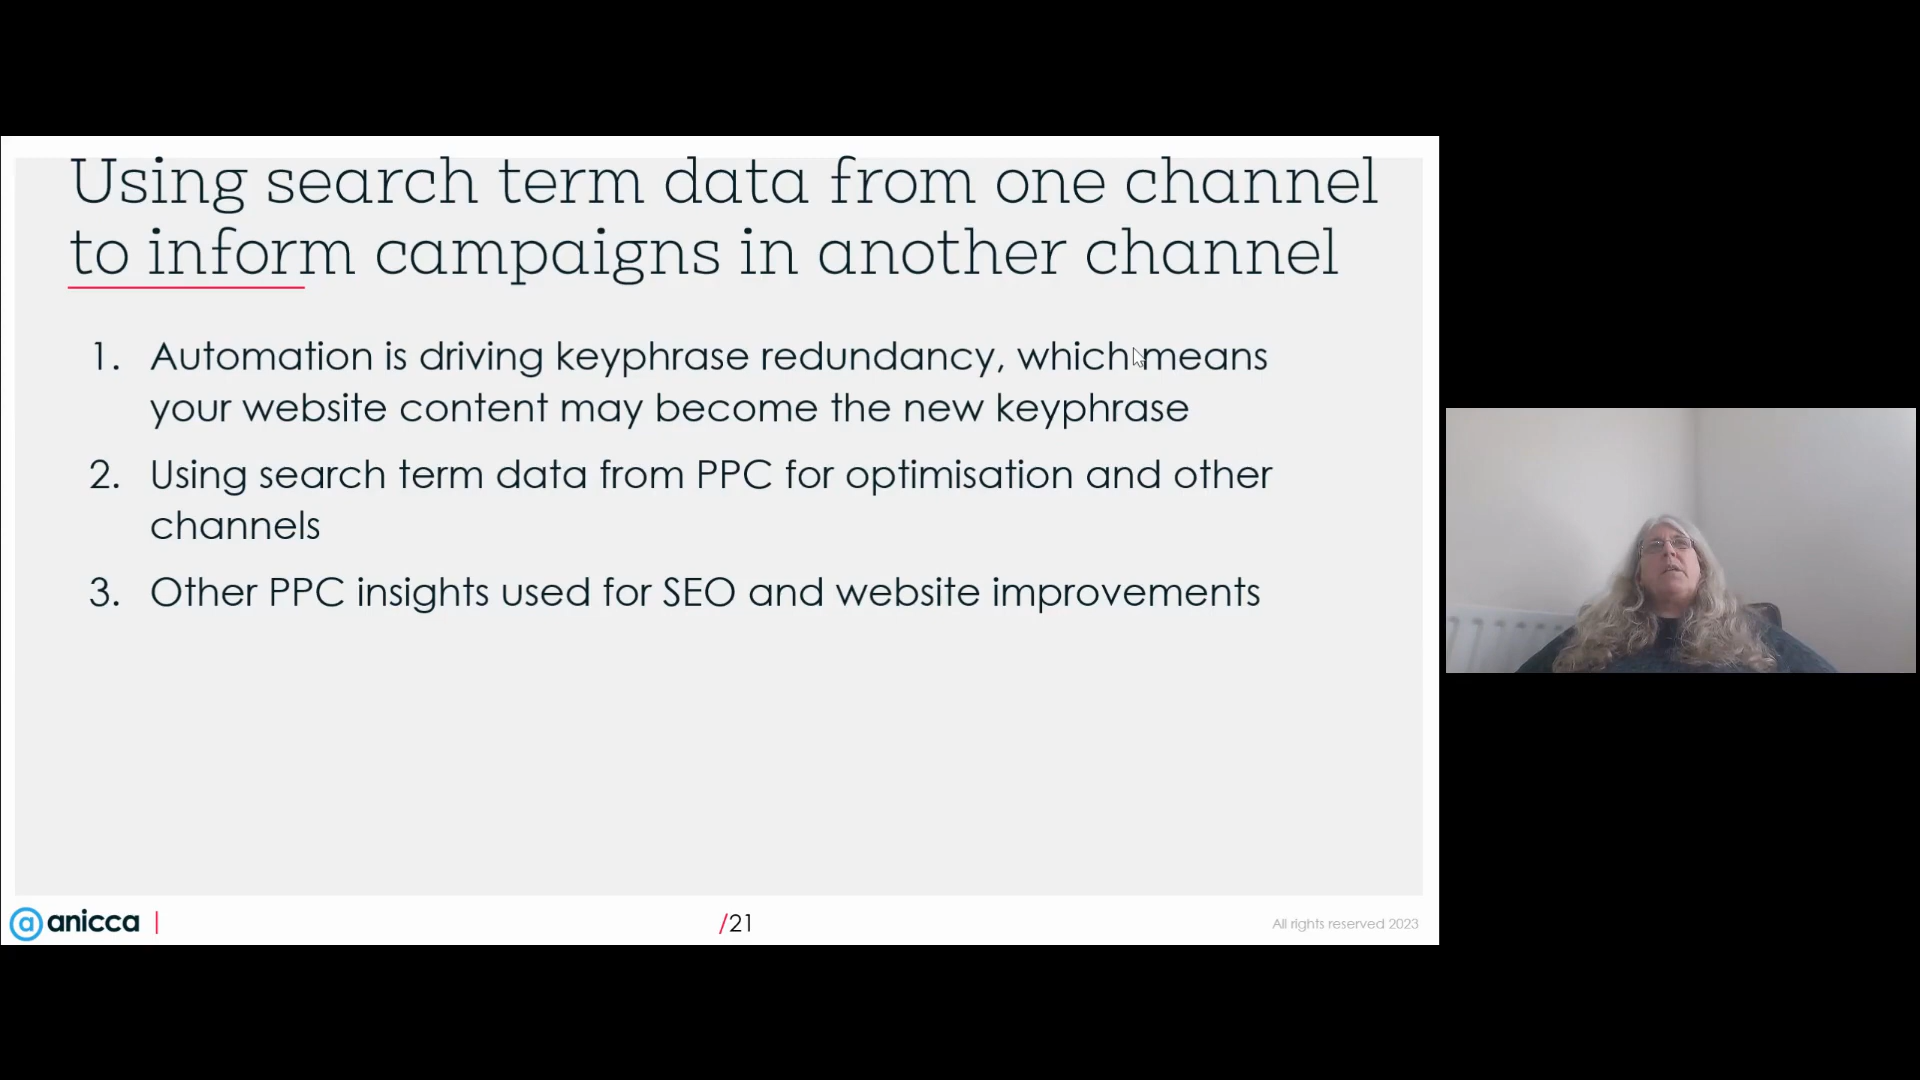 Using search term data from one channel
to inform campaigns in another channel
1. Automation is driving keyphrase redundancy, which means
your website content may become the new keyphrase
2. Using search term data from PPC for optimisation and other
channels
3. Other PPC insights used for SEO and website improvements
@ anicca |
/21
All rights reserved 2023